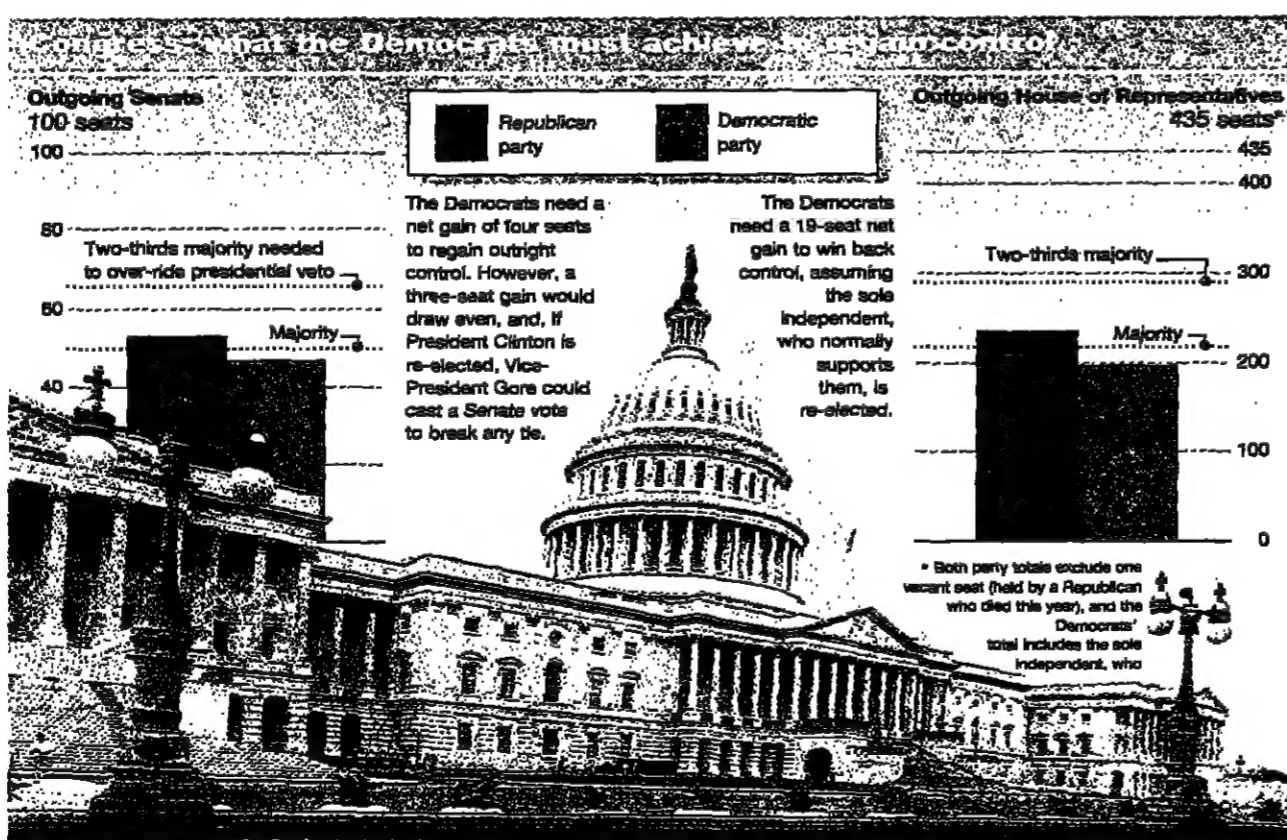 Congress: what the Democrats must achieve to regain control
Outgoing Senate
100 seats
100
80
Two-thirds majority needed
to over-ride presidential veto
60
Majority
40
Republican
party
Democratic
party
The Democrats need a
net gain of four seats
to regain outright
control. However, a
three-seat gain would
draw even, and, if
President Clinton is
re-elected, Vice-
President Gore could
cast a Senate vote
to break any tie.
The Democrats
need a 19-seat net
gain to win back
control, assuming
the sole
independent,
who normally
supports
them, is
re-elected.
Outgoing House of Representatives
435 seats*
435
400
Two-thirds majority
300
Majority
200
100
0
* Both party totals exclude one
vacant seat (held by a Republican
who died this year), and the
Democrats'
total includes the sole
independent, who